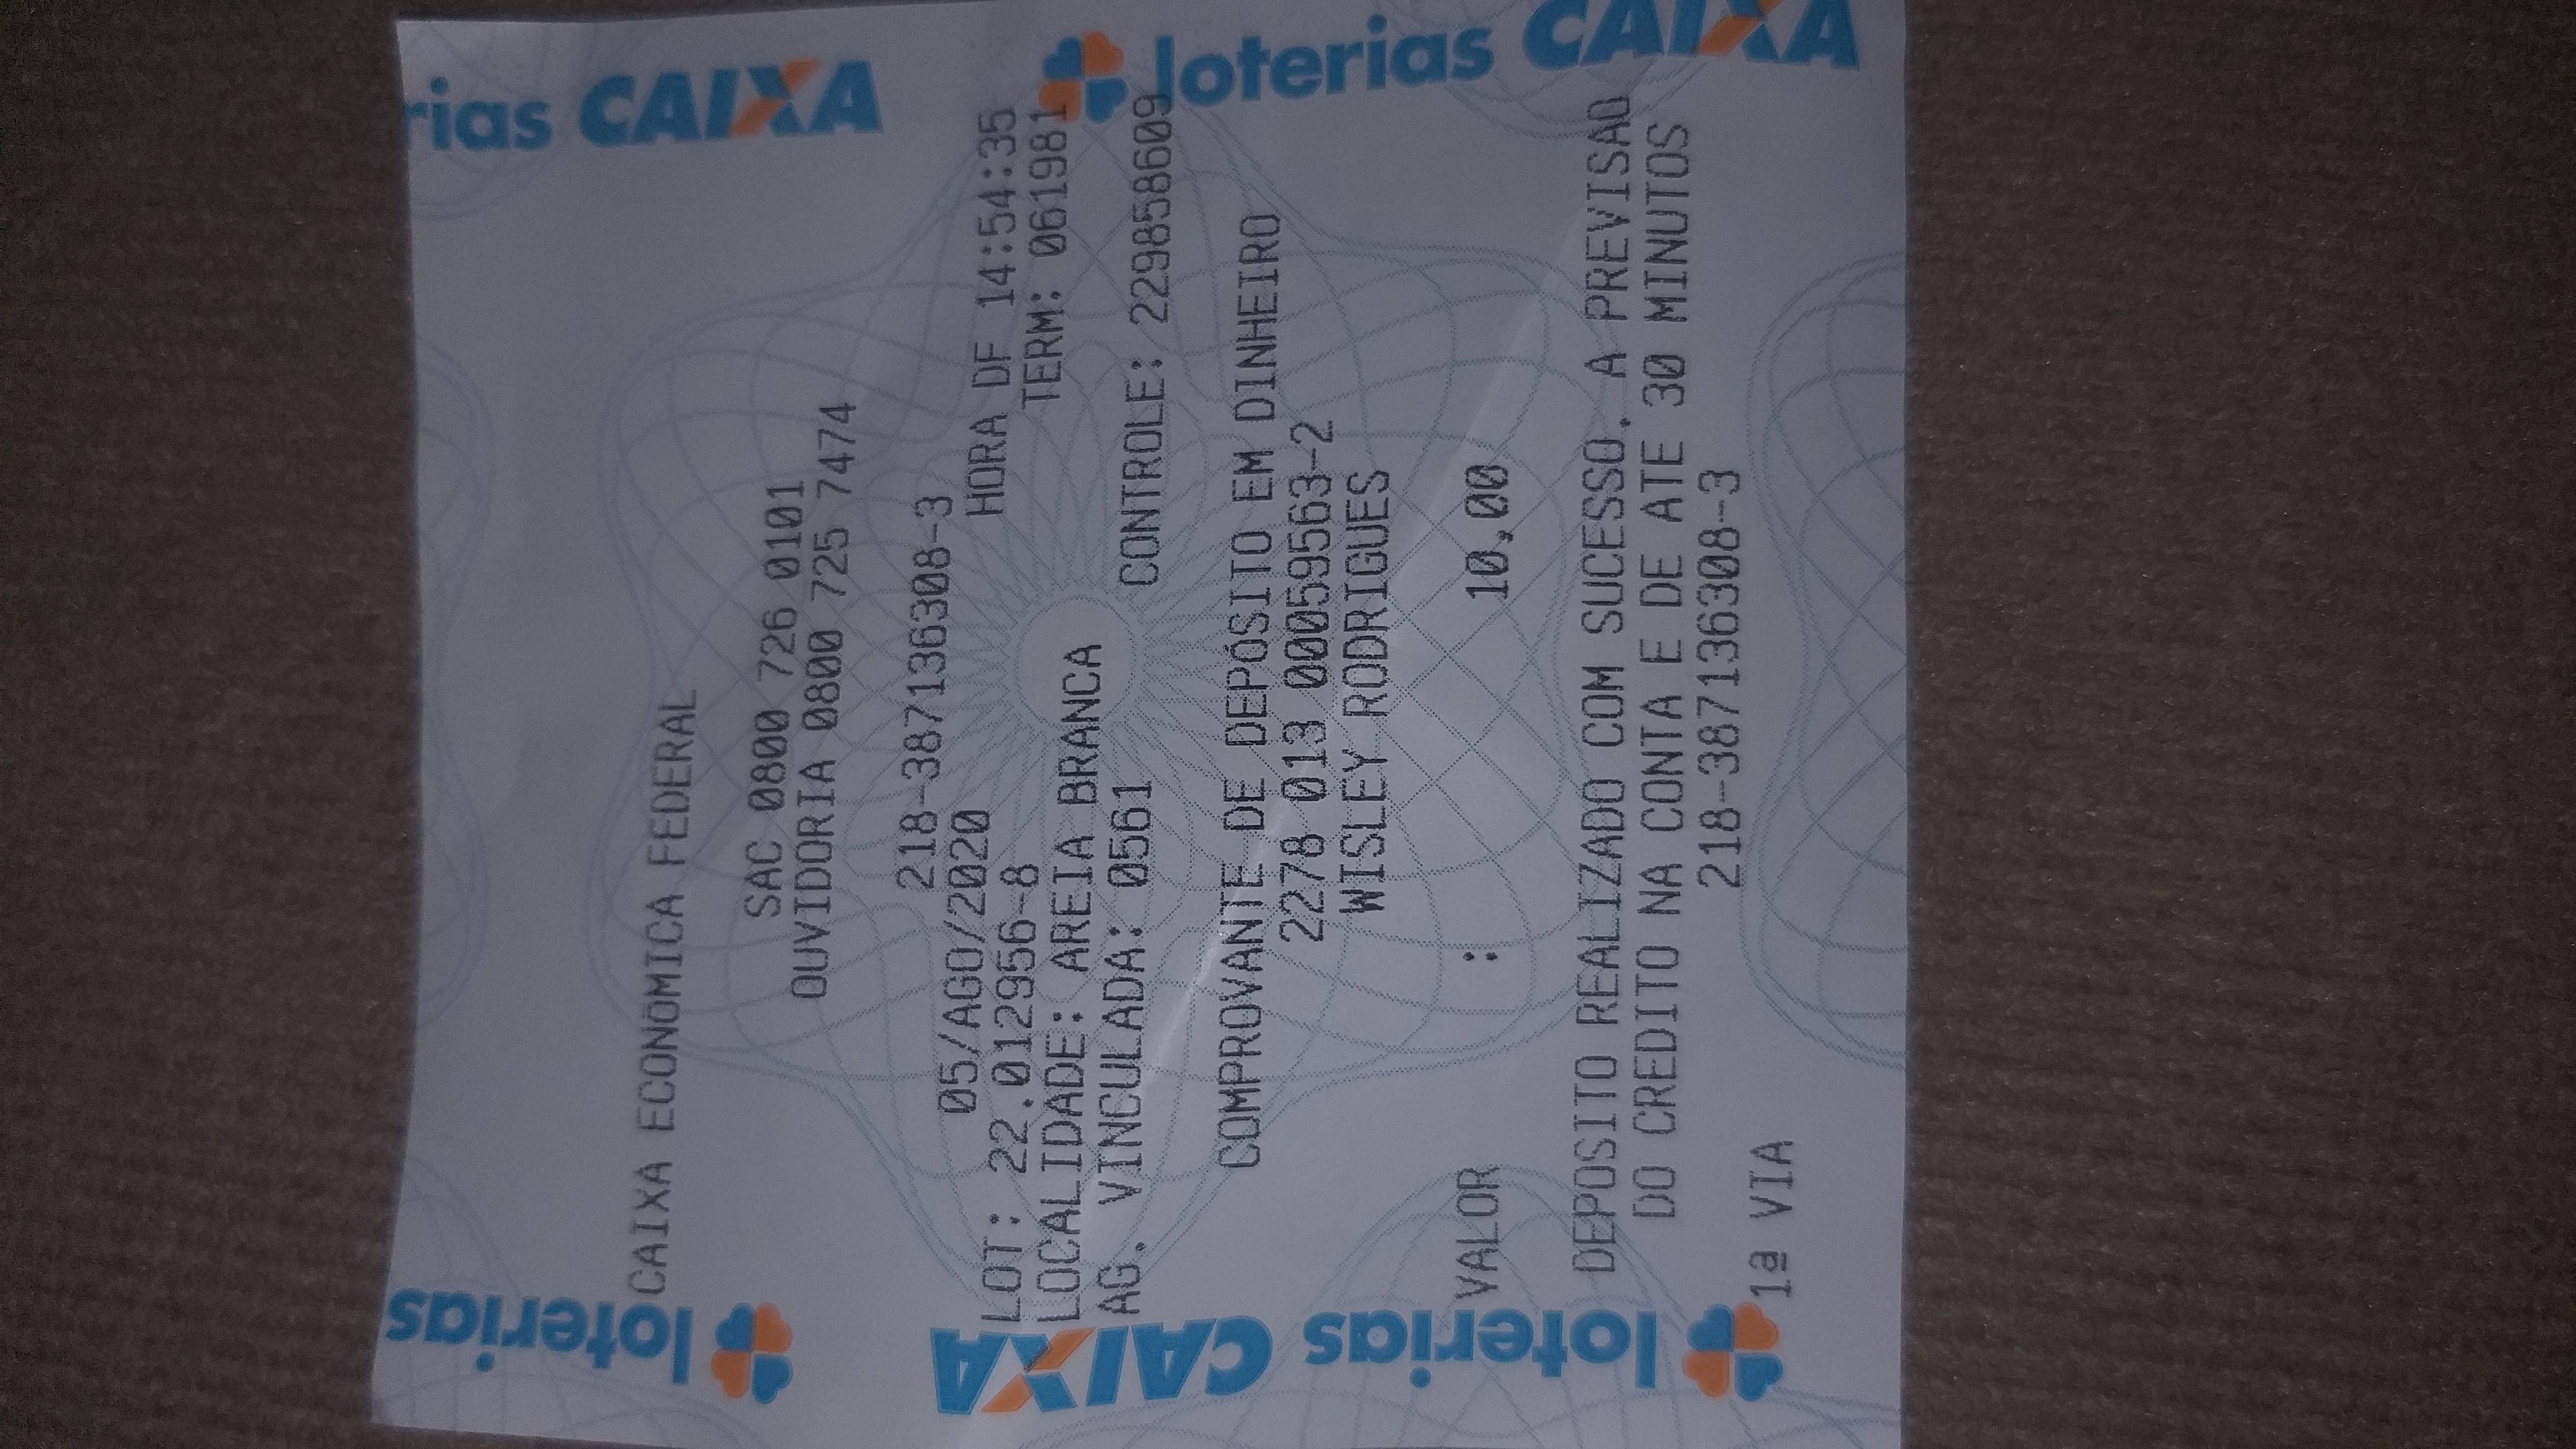 loterias
rias CAIXA
CAIXA ECONÔMICA FEDERAL
SAC 0800 726 0101
OUVIDORIA 0800 725 7474
218-387136308-3
05/AGO/2020 HORA DF 14:54:35
LOT: 22.012956-8 TERM: 061981
LOCALIDADE: AREIA BRANCA
AG. VINCULADA: 0561 CONTROLE: 229858609
COMPROVANTE DE DEPÓSITO EM DINHEIRO
2278 013 00059563-2
WISLEY RODRIGUES
VALOR : 10,00
DEPOSITO REALIZADO COM SUCESSO. A PREVISAO
DO CREDITO NA CONTA E DE ATE 30 MINUTOS
218-387136308-3
1ª VIA
loterias CAIXA
loterias CAIXA